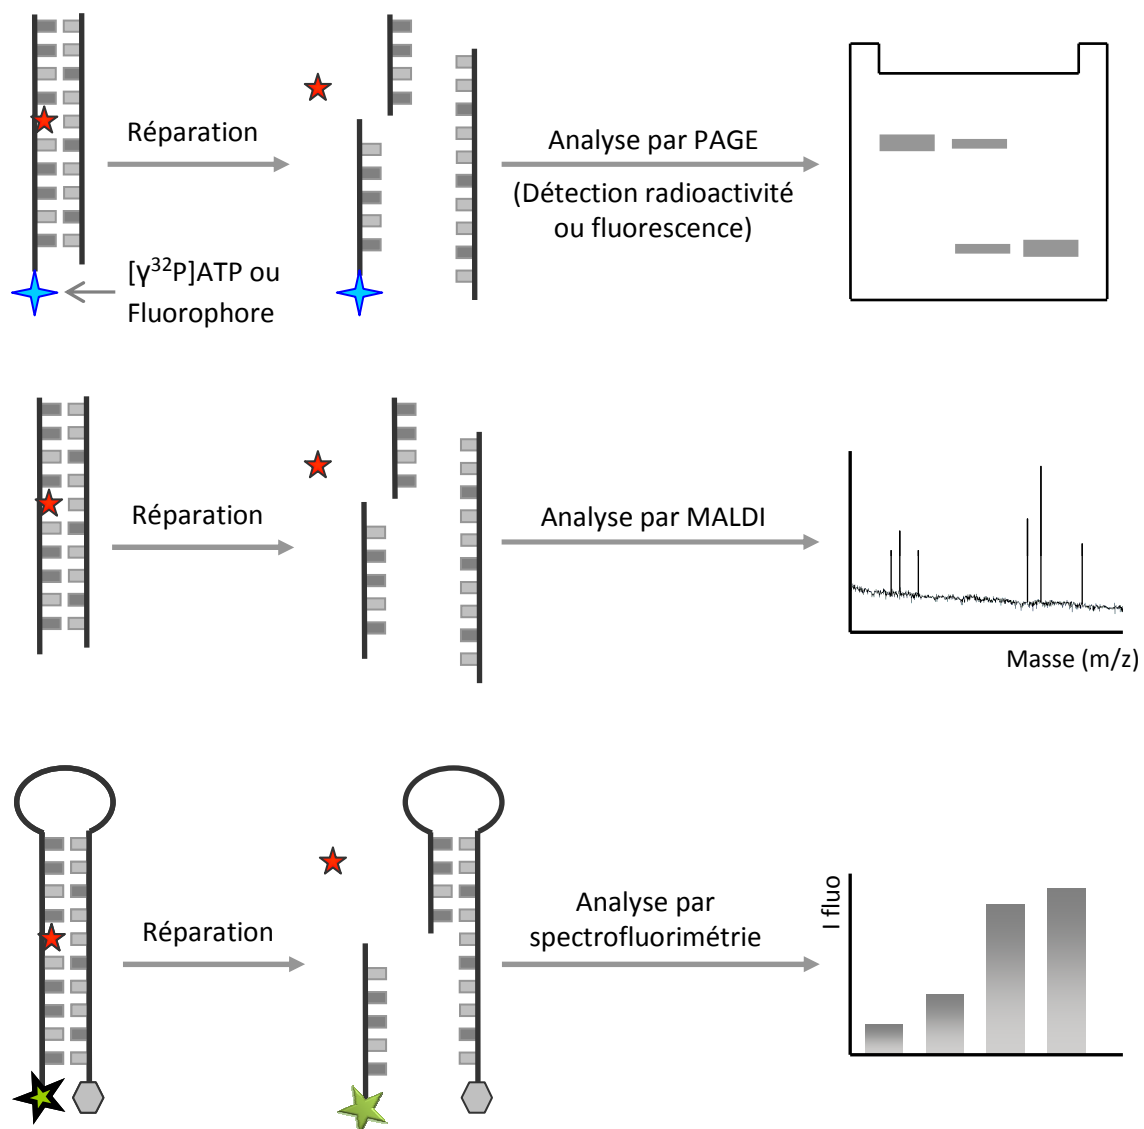 Réparation
Analyse par PAGE
(Détection radioactivité
ou fluorescence)
[γ³²P]ATP ou
Fluorophore
Réparation
Analyse par MALDI
Masse (m/z)
Réparation
Analyse par
spectrofluorimétrie
I fluo